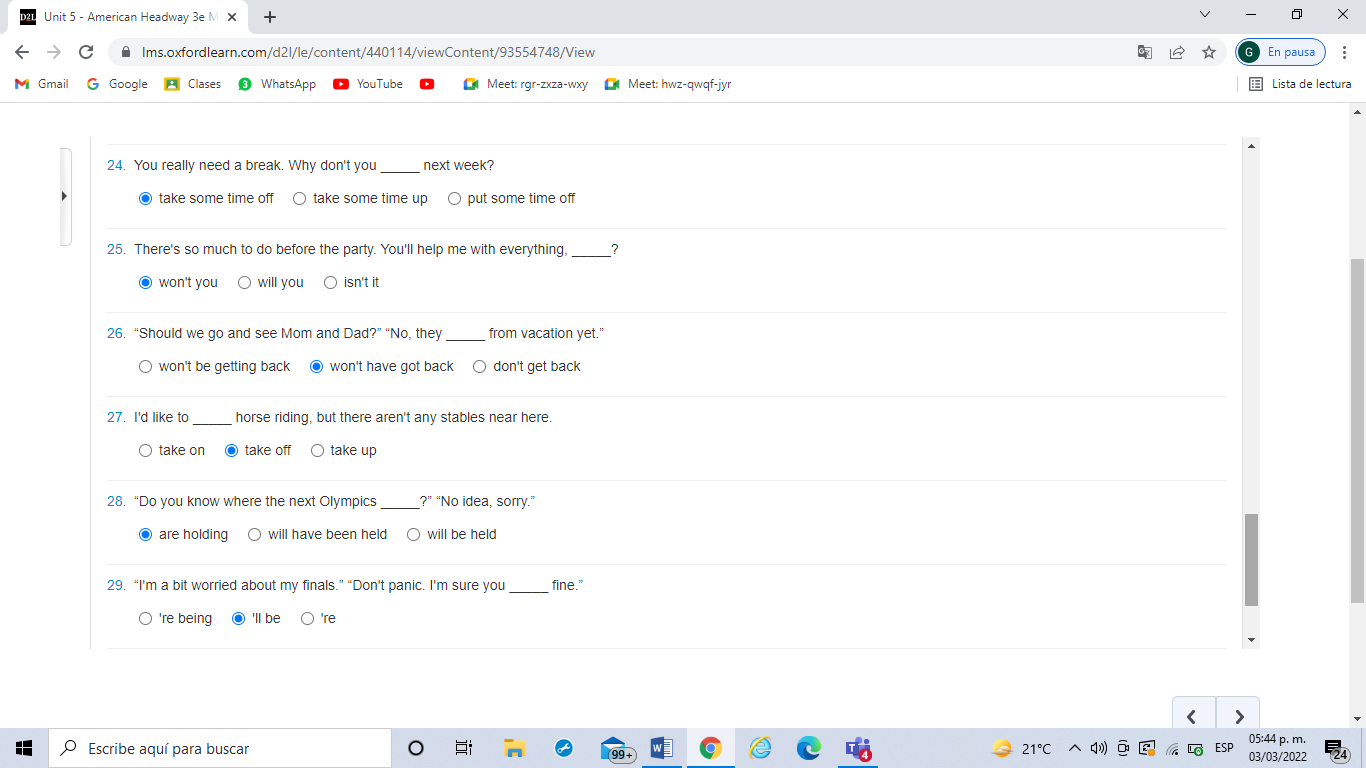 D2L Unit 5 - American Headway 3e M
lms.oxfordlearn.com/d2l/le/content/440114/viewContent/93554748/View
G En pausa
Gmail Google Clases 3 WhatsApp YouTube Meet: rgr-zxza-wxy Meet: hwz-qwqf-jyr Lista de lectura
24. You really need a break. Why don't you _____ next week?
take some time off take some time up put some time off
25. There's so much to do before the party. You'll help me with everything, _____?
won't you will you isn't it
26. “Should we go and see Mom and Dad?” “No, they _____ from vacation yet.”
won't be getting back won't have got back don't get back
27. I'd like to _____ horse riding, but there aren't any stables near here.
take on take off take up
28. “Do you know where the next Olympics _____?” “No idea, sorry.”
are holding will have been held will be held
29. “I'm a bit worried about my finals.” “Don't panic. I'm sure you _____ fine.”
're being 'll be 're
Escribe aquí para buscar
99+
W
T
4
21°C
ESP
05:44 p. m.
03/03/2022
24